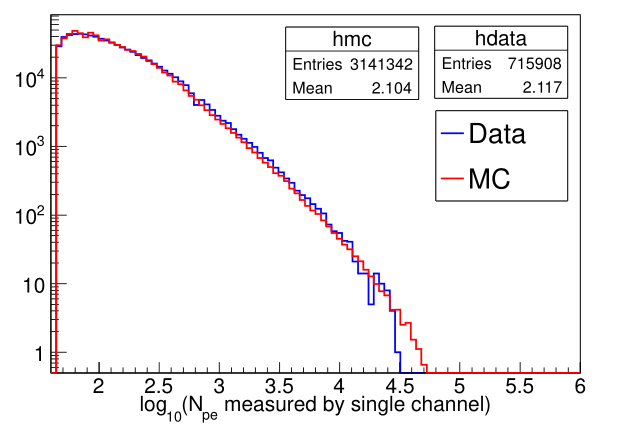 hmc
Entries 3141342
Mean 2.104
hdata
Entries 715908
Mean 2.117
Data
MC
10^4
10^3
10^2
10
1
2 2.5 3 3.5 4 4.5 5 5.5 6
log_10(N_pe measured by single channel)